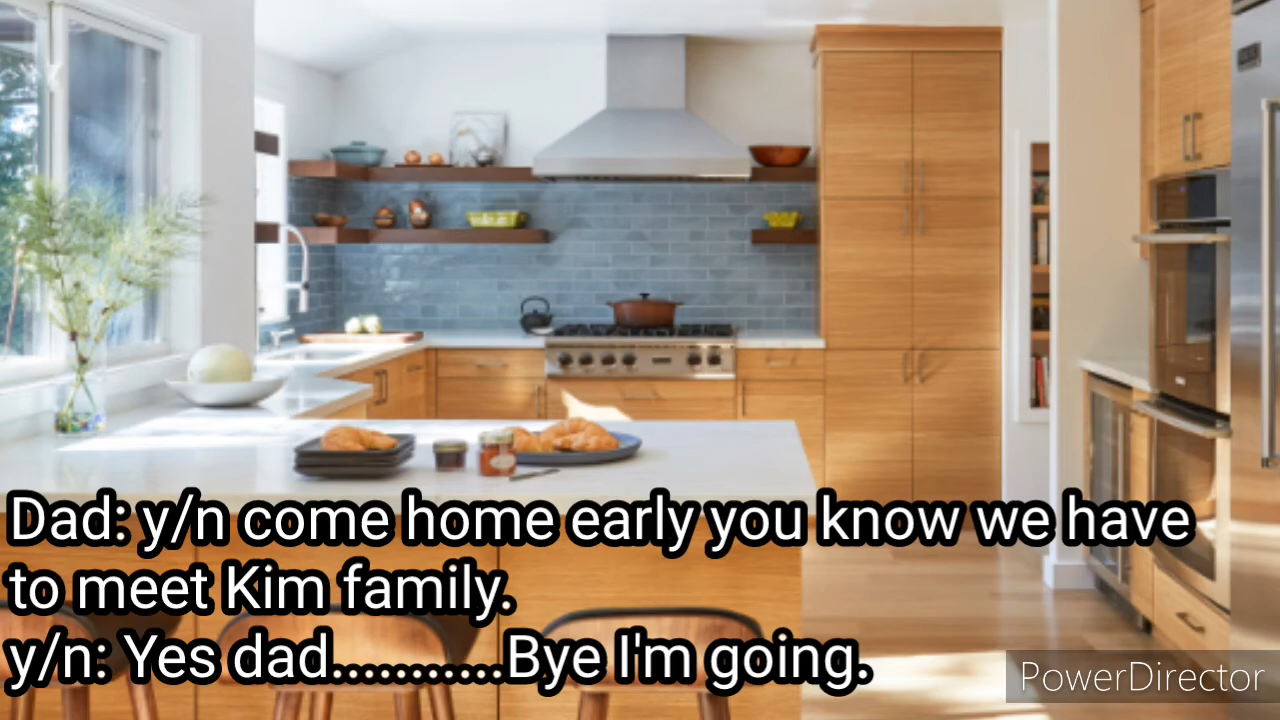 Dad: y/n come home early you know we have
to meet Kim family.
y/n: Yes dad...........Bye I'm going.
PowerDirector